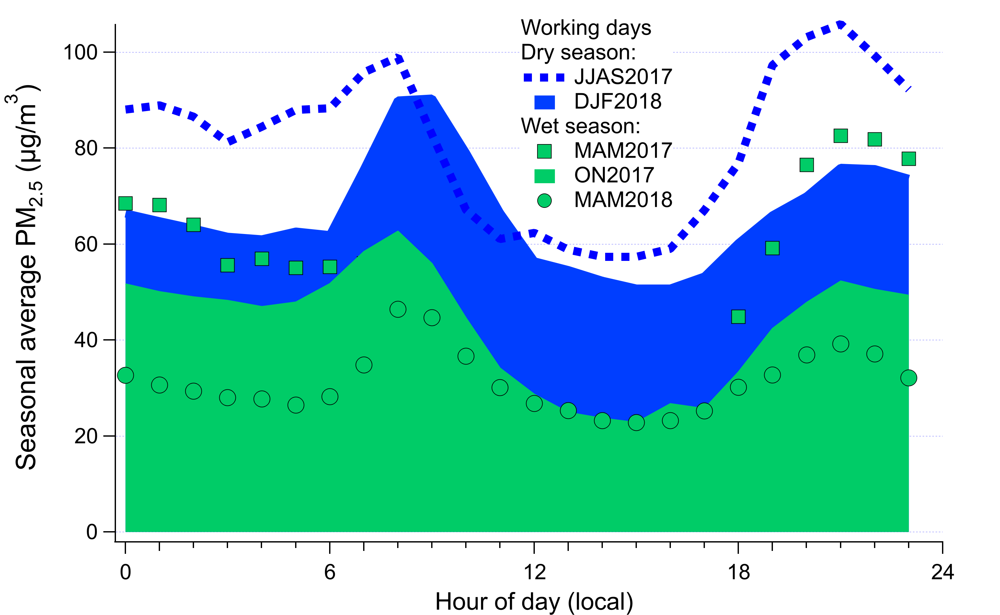 Working days
Dry season:
JJAS2017
DJF2018
Wet season:
MAM2017
ON2017
MAM2018
Seasonal average PM2.5 (µg/m3)
100
80
60
40
20
0
0 6 12 18 24
Hour of day (local)